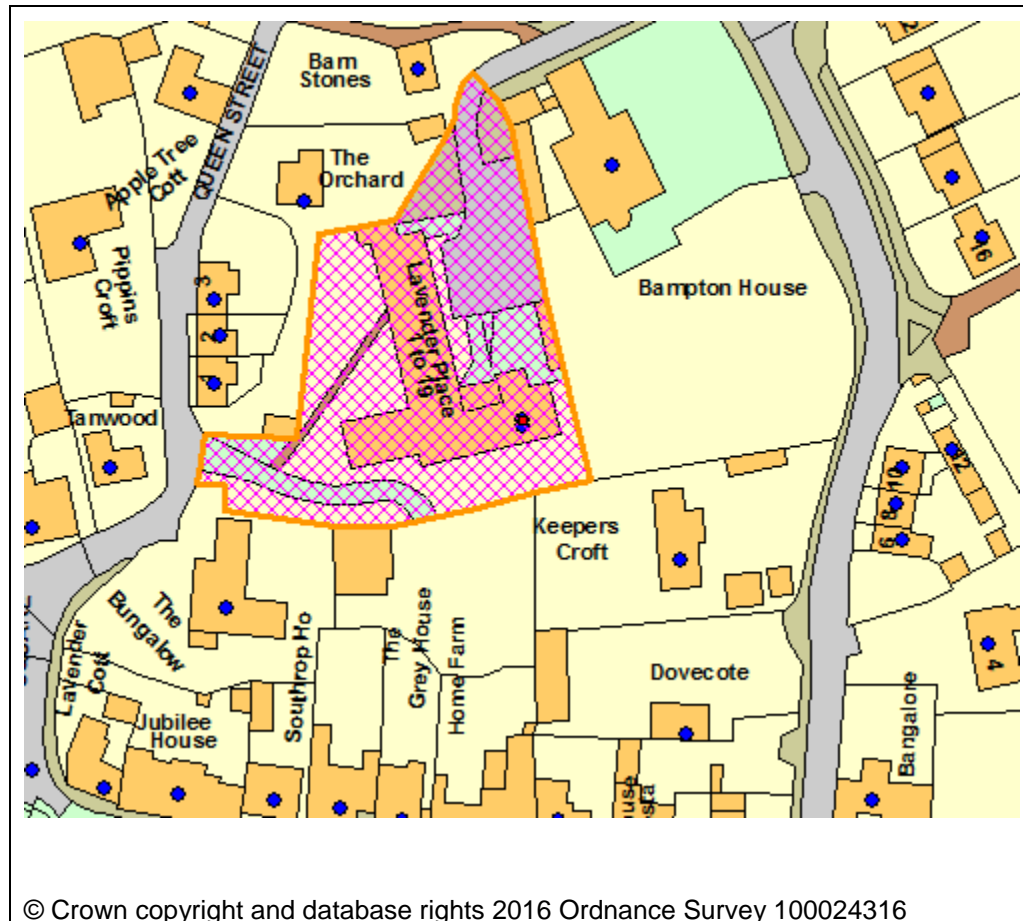 Barn
Stones
QUEEN STREET
Apple Tree
Cott
The
Orchard
Pippins
Croft
3
2
1
Lavender Place
1 to 19
Bampton House
16
Tanwood
Keepers
Croft
12
10
8
6
The
Bungalow
Lavender
Cott
Southrop Ho
The
Grey House
Home Farm
Dovecote
4
Bangalore
Jubilee
House
© Crown copyright and database rights 2016 Ordnance Survey 100024316